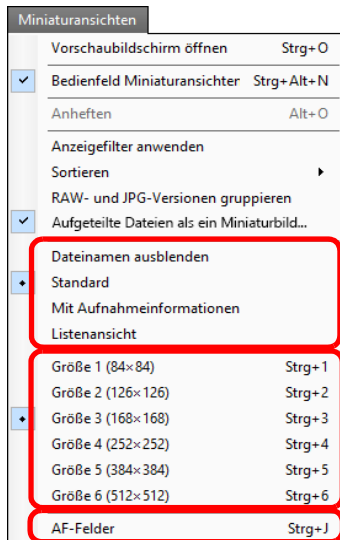 Miniaturansichten
Vorschaubildschirm öffnen Strg+O
Bedienfeld Miniaturansichter Strg+Alt+N
Anheften Alt+O
Anzeigefilter anwenden
Sortieren
RAW- und JPG-Versionen gruppieren
Aufgeteilte Dateien als ein Miniaturbild...
Dateinamen ausblenden
Standard
Mit Aufnahmeinformationen
Listenansicht
Größe 1 (84×84) Strg+1
Größe 2 (126×126) Strg+2
Größe 3 (168×168) Strg+3
Größe 4 (252×252) Strg+4
Größe 5 (384×384) Strg+5
Größe 6 (512×512) Strg+6
AF-Felder Strg+J